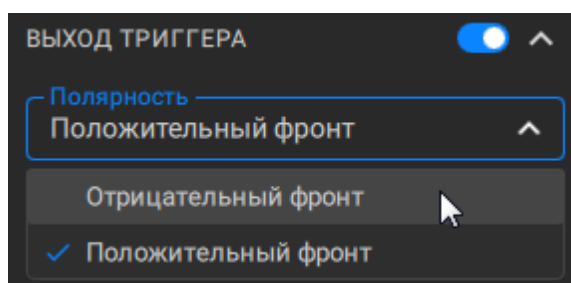 ВЫХОД ТРИГГЕРА
Полярность
Положительный фронт
Отрицательный фронт
Положительный фронт